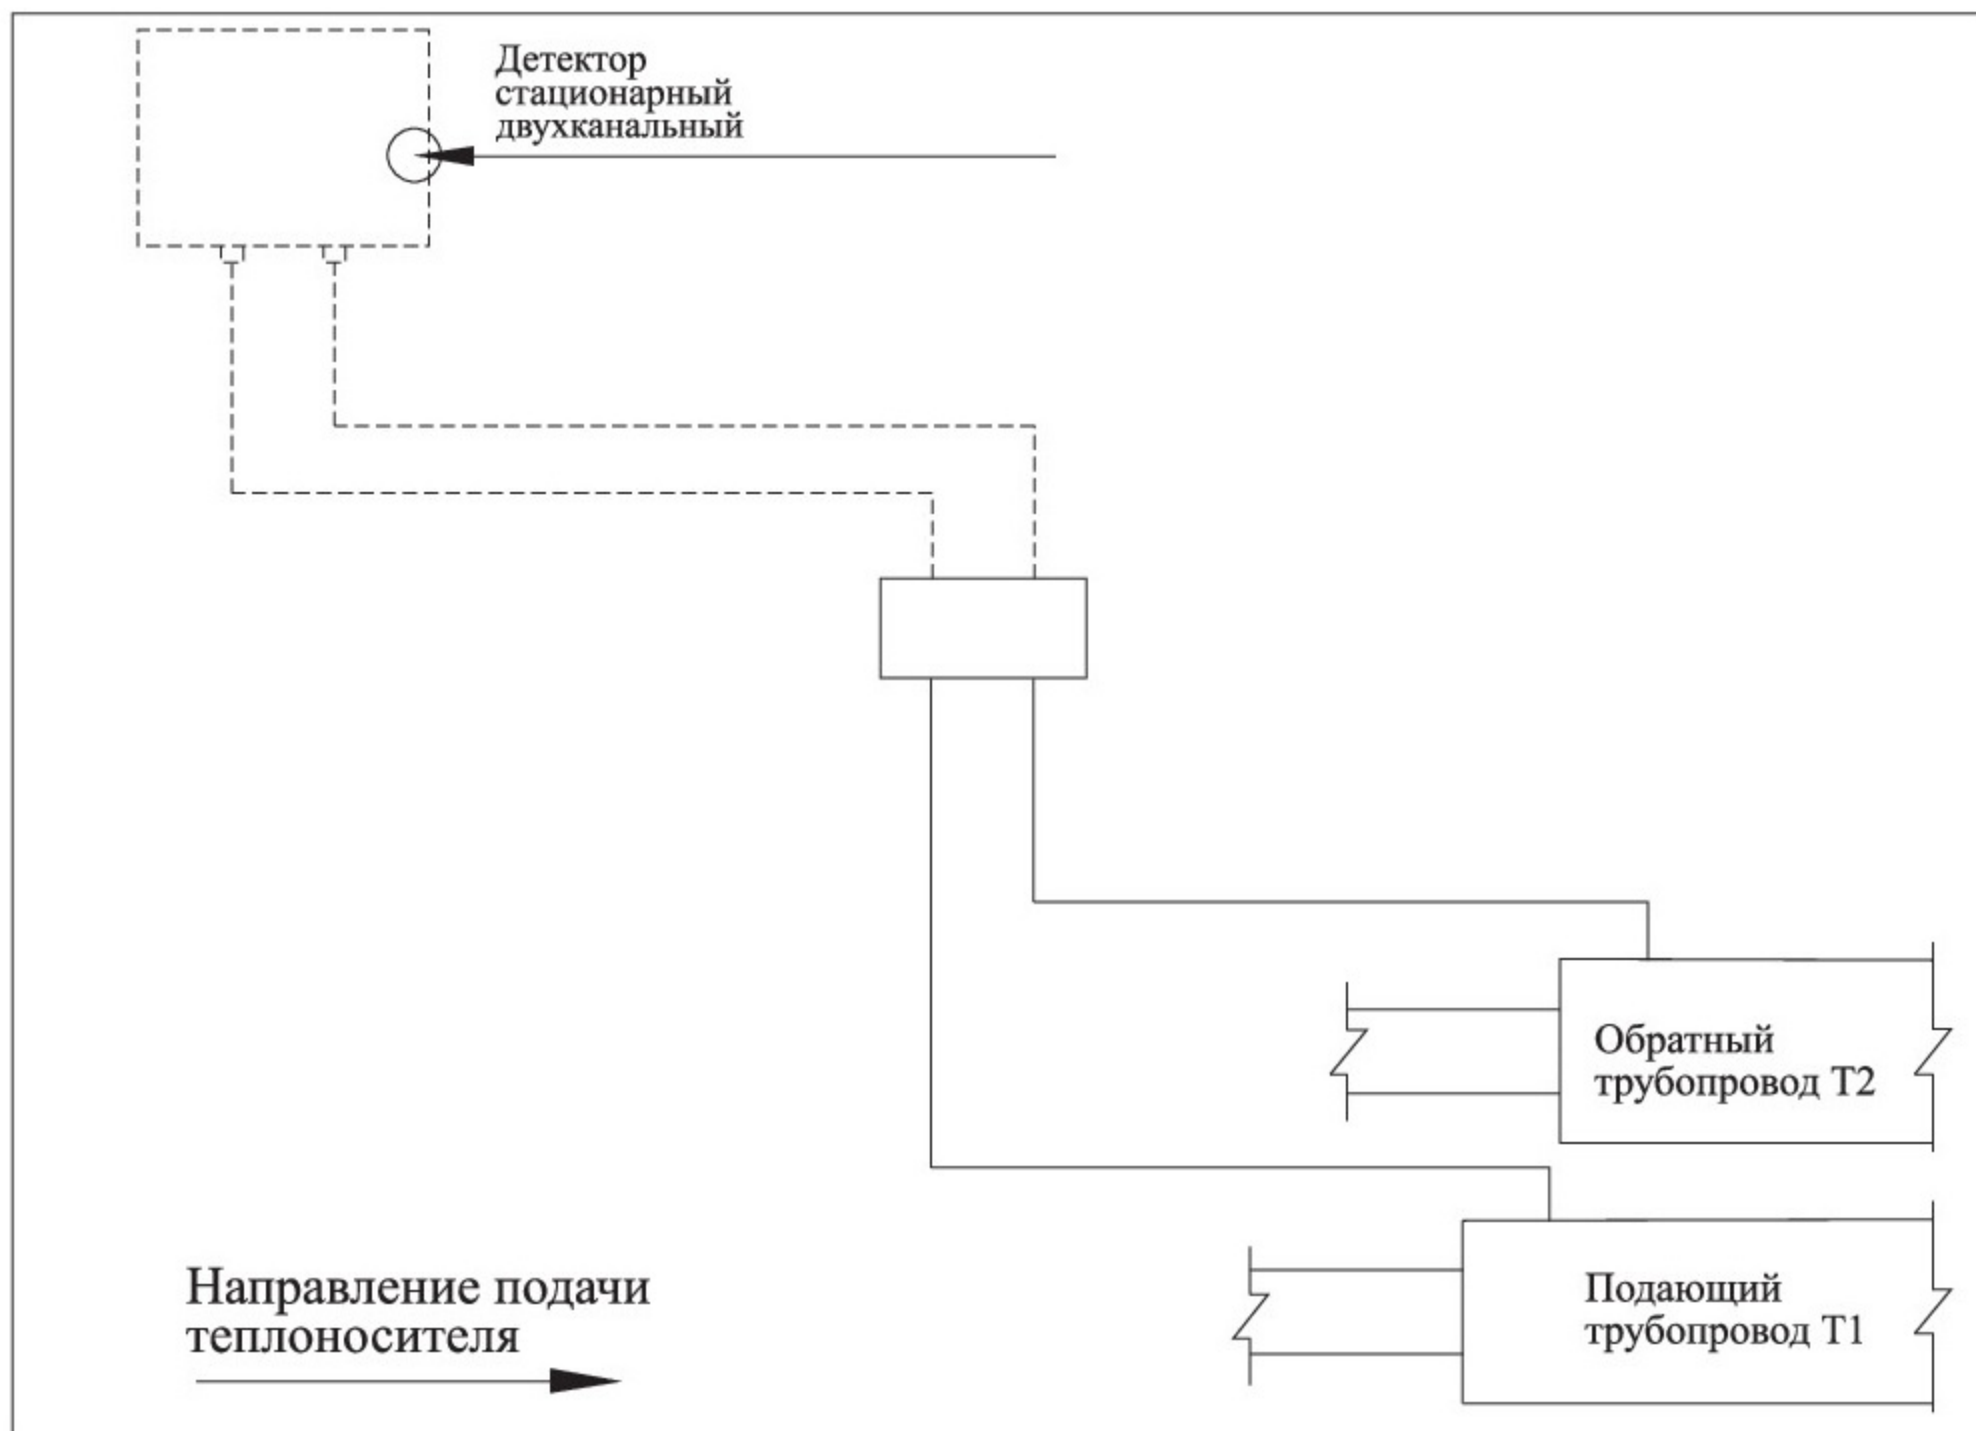 Детектор
стационарный
двухканальный
Обратный
трубопровод Т2
Подающий
трубопровод Т1
Направление подачи
теплоносителя